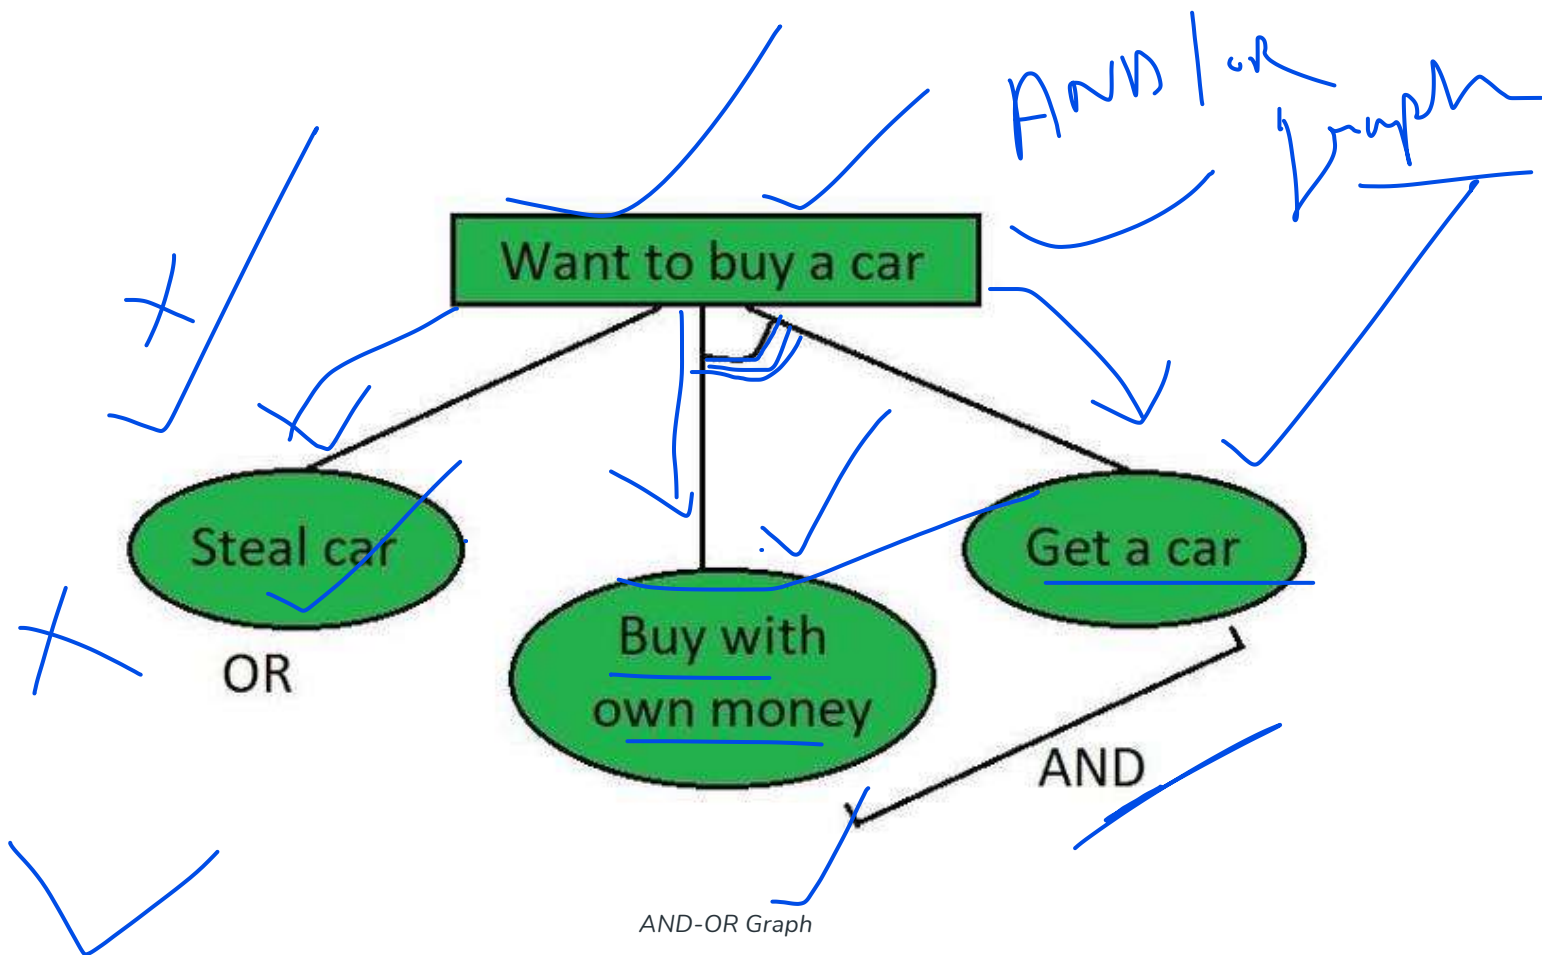 AND/OR
graph
Want to buy a car
Steal car
Get a car
Buy with
own money
OR
AND
AND-OR Graph